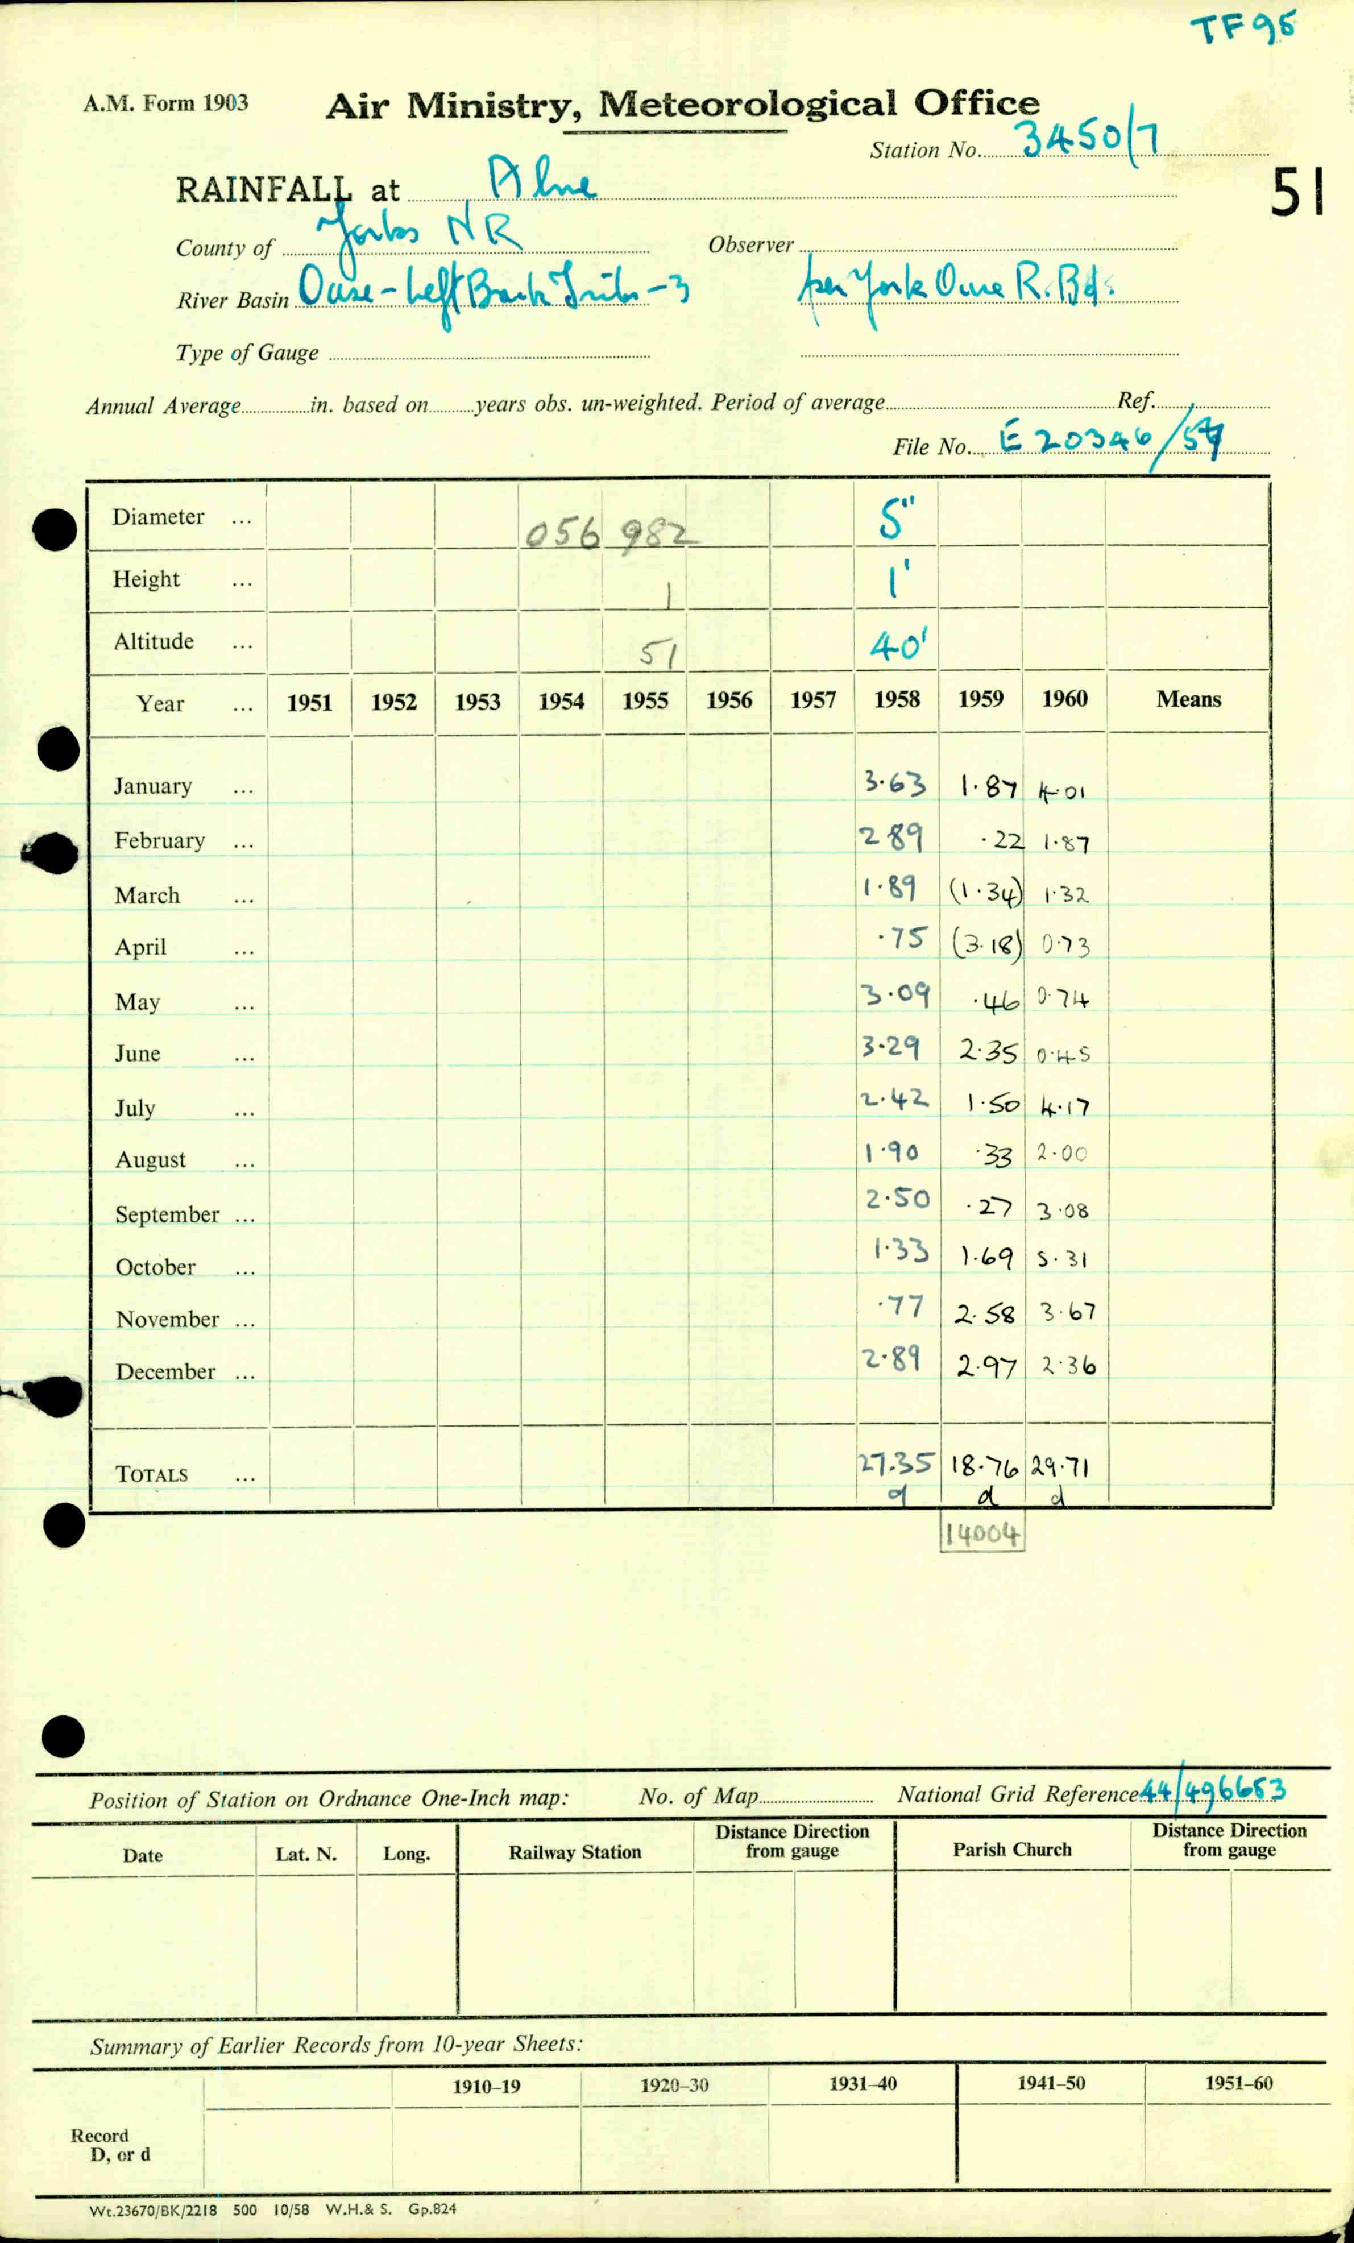 TF 95
A.M. Form 1903 Air Ministry, Meteorological Office
Station No. 3450/7
RAINFALL at Alne 51
County of Yorks NR Observer
River Basin Ouse - Left Bank Tribs - 3 per York Ouse R. Bd.
Type of Gauge
Annual Average in. based on years obs. un-weighted. Period of average Ref.
File No. E 20346/59
Diameter ... 056 982 5"
Height ... 1 1'
Altitude ... 51 40'
Year ... 1951 1952 1953 1954 1955 1956 1957 1958 1959 1960 Means
January ... 3.63 1.87 4.01
February ... 2 89 .22 1.87
March ... 1.89 (1.34) 1.32
April ... .75 (3.18) 0.73
May ... 3.09 .46 0.74
June ... 3.29 2.35 0.45
July ... 2.42 1.50 4.17
August ... 1.90 .33 2.00
September ... 2.50 .27 3.08
October ... 1.33 1.69 5.31
November ... .77 2.58 3.67
December ... 2.89 2.97 2.36
TOTALS ... 27.35 18.76 29.71
d d d
14004
Position of Station on Ordnance One-Inch map: No. of Map National Grid Reference 44/496653
Date Lat. N. Long. Railway Station Distance Direction from gauge Parish Church Distance Direction from gauge
Summary of Earlier Records from 10-year Sheets:
1910–19 1920–30 1931–40 1941–50 1951–60
Record
D, or d
Wt.23670/BK/2218 500 10/58 W.H.& S. Gp.824